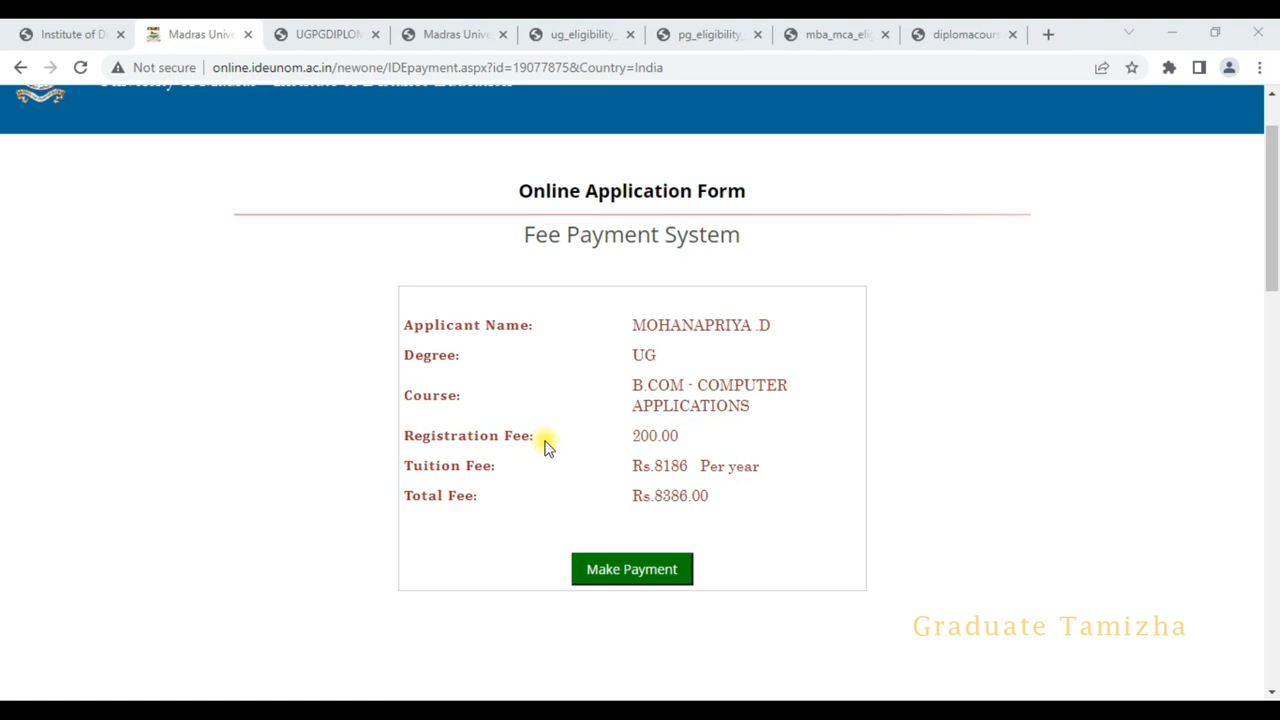 Institute of D
Madras Unive
UGPGDIPLOM
Madras Unive
ug_eligibility_
pg_eligibility_
mba_mca_eli
diplomacour
Not secure
online.ideunom.ac.in/newone/IDEpayment.aspx?id=19077875&Country=India
Online Application Form
Fee Payment System
Applicant Name: MOHANAPRIYA .D
Degree: UG
Course: B.COM - COMPUTER
APPLICATIONS
Registration Fee: 200.00
Tuition Fee: Rs.8186 Per year
Total Fee: Rs.8386.00
Make Payment
Graduate Tamizha